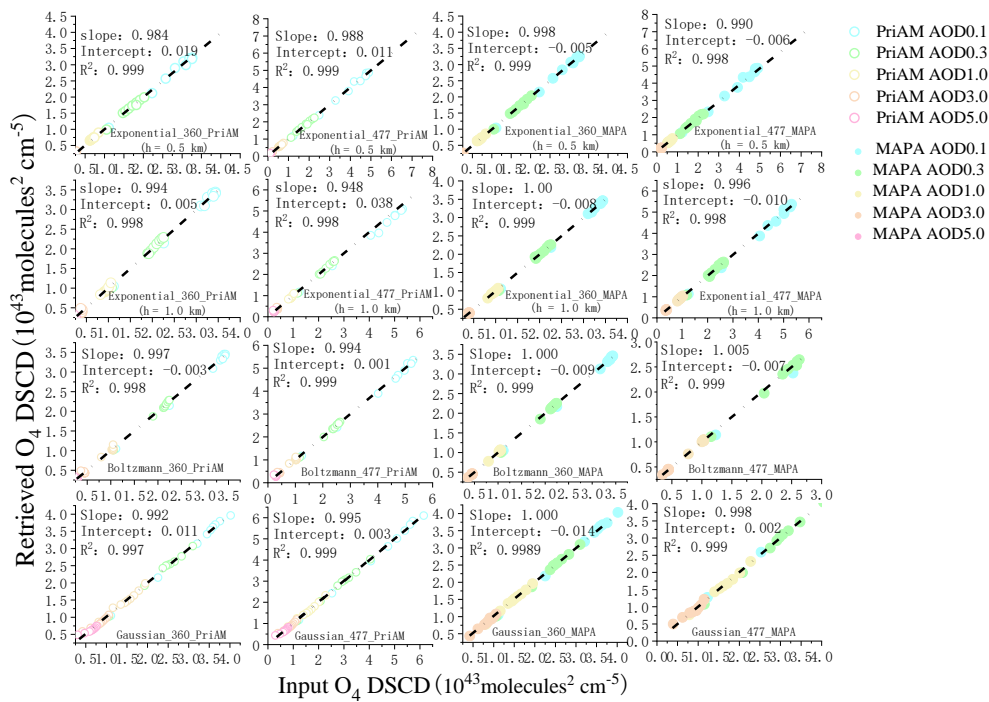 slope: 0.984
Intercept: 0.019
R²: 0.999
Exponential_360_PriAM
(h = 0.5 km)
slope: 0.988
Intercept: 0.011
R²: 0.999
Exponential_477_PriAM
(h = 0.5 km)
slope: 0.998
Intercept: -0.005
R²: 0.999
Exponential_360_MAPA
(h = 0.5 km)
slope: 0.990
Intercept: -0.006
R²: 0.998
Exponential_477_MAPA
(h = 0.5 km)
PriAM AOD0.1
PriAM AOD0.3
PriAM AOD1.0
PriAM AOD3.0
PriAM AOD5.0
MAPA AOD0.1
MAPA AOD0.3
MAPA AOD1.0
MAPA AOD3.0
MAPA AOD5.0
slope: 0.994
Intercept: 0.005
R²: 0.998
Exponential_360_PriAM
(h = 1.0 km)
slope: 0.948
Intercept: 0.038
R²: 0.998
Exponential_477_PriAM
(h = 1.0 km)
slope: 1.00
Intercept: -0.008
R²: 0.999
Exponential_360_MAPA
(h = 1.0 km)
slope: 0.996
Intercept: -0.010
R²: 0.998
Exponential_477_MAPA
(h = 1.0 km)
Slope: 0.997
Intercept: -0.003
R²: 0.998
Boltzmann_360_PriAM
Slope: 0.994
Intercept: 0.001
R²: 0.999
Boltzmann_477_PriAM
Slope: 1.000
Intercept: -0.009
R²: 0.999
Boltzmann_360_MAPA
Slope: 1.005
Intercept: -0.007
R²: 0.999
Boltzmann_477_MAPA
Slope: 0.992
Intercept: 0.011
R²: 0.997
Gaussian_360_PriAM
Slope: 0.995
Intercept: 0.003
R²: 0.999
Gaussian_477_PriAM
Slope: 1.000
Intercept: -0.014
R²: 0.9989
Gaussian_360_MAPA
Slope: 0.998
Intercept: 0.002
R²: 0.999
Gaussian_477_MAPA
Retrieved O₄ DSCD (10⁴³molecules² cm⁻⁵)
Input O₄ DSCD (10⁴³molecules² cm⁻⁵)